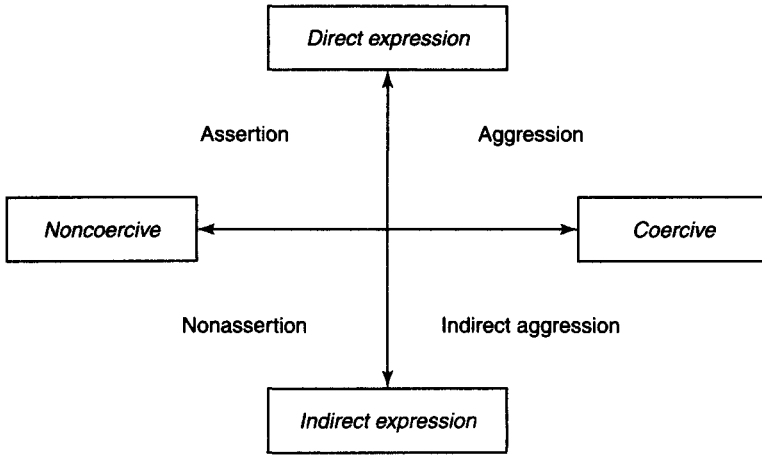 Direct expression
Assertion
Aggression
Noncoercive
Coercive
Nonassertion
Indirect aggression
Indirect expression